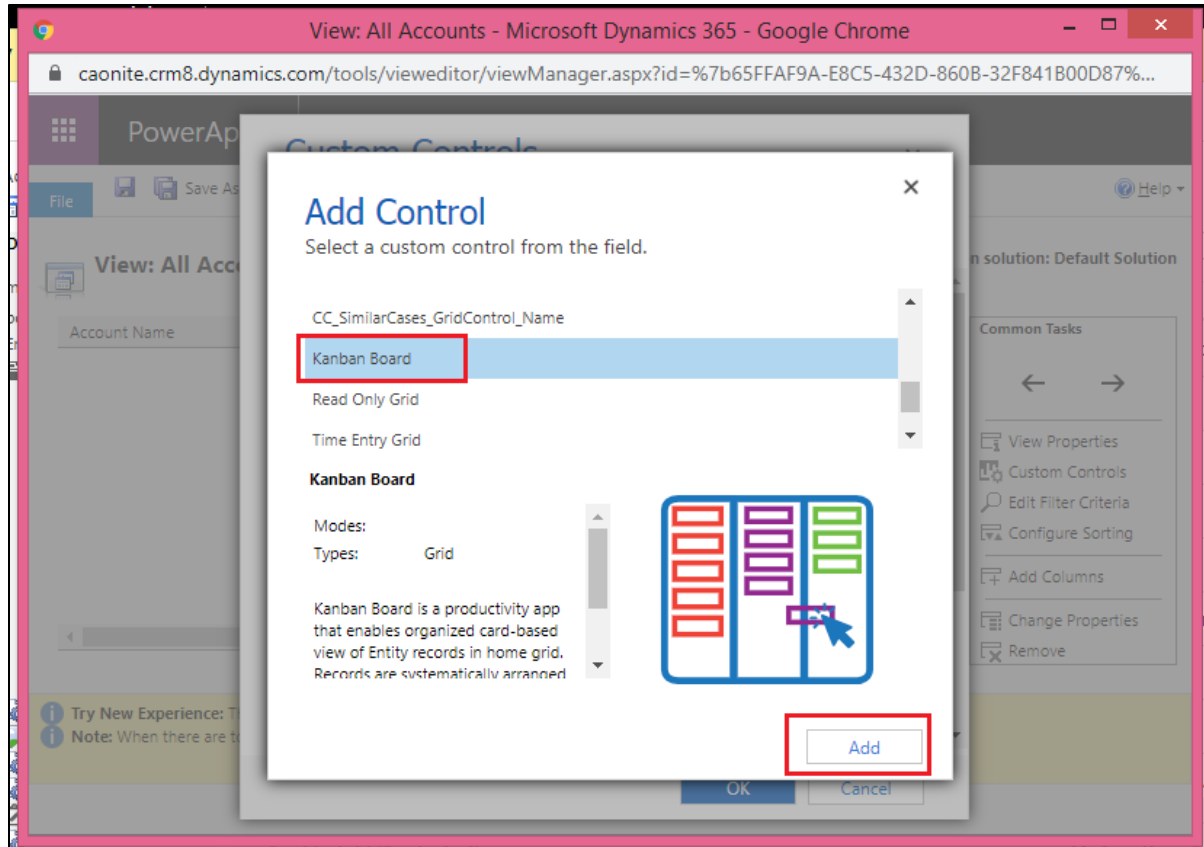 View: All Accounts - Microsoft Dynamics 365 - Google Chrome
caonite.crm8.dynamics.com/tools/vieweditor/viewManager.aspx?id=%7b65FFAF9A-E8C5-432D-860B-32F841B00D87%...
PowerAp
Custom Controls
File
Save As
Help
Add Control
Select a custom control from the field.
View: All Acco
n solution: Default Solution
Account Name
CC_SimilarCases_GridControl_Name
Kanban Board
Read Only Grid
Time Entry Grid
Kanban Board
Modes:
Types: Grid
Kanban Board is a productivity app
that enables organized card-based
view of Entity records in home grid.
Records are systematically arranged
Add
Common Tasks
View Properties
Custom Controls
Edit Filter Criteria
Configure Sorting
Add Columns
Change Properties
Remove
Try New Experience: T
Note: When there are to
OK
Cancel